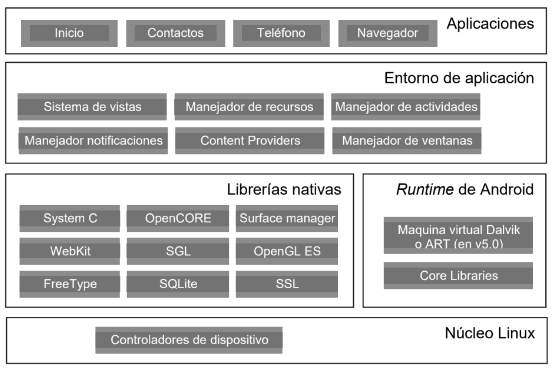 Aplicaciones
Inicio
Contactos
Teléfono
Navegador
Entorno de aplicación
Sistema de vistas
Manejador de recursos
Manejador de actividades
Manejador notificaciones
Content Providers
Manejador de ventanas
Librerías nativas
System C
OpenCORE
Surface manager
WebKit
SGL
OpenGL ES
FreeType
SQLite
SSL
Runtime de Android
Maquina virtual Dalvik
o ART (en v5.0)
Core Libraries
Núcleo Linux
Controladores de dispositivo